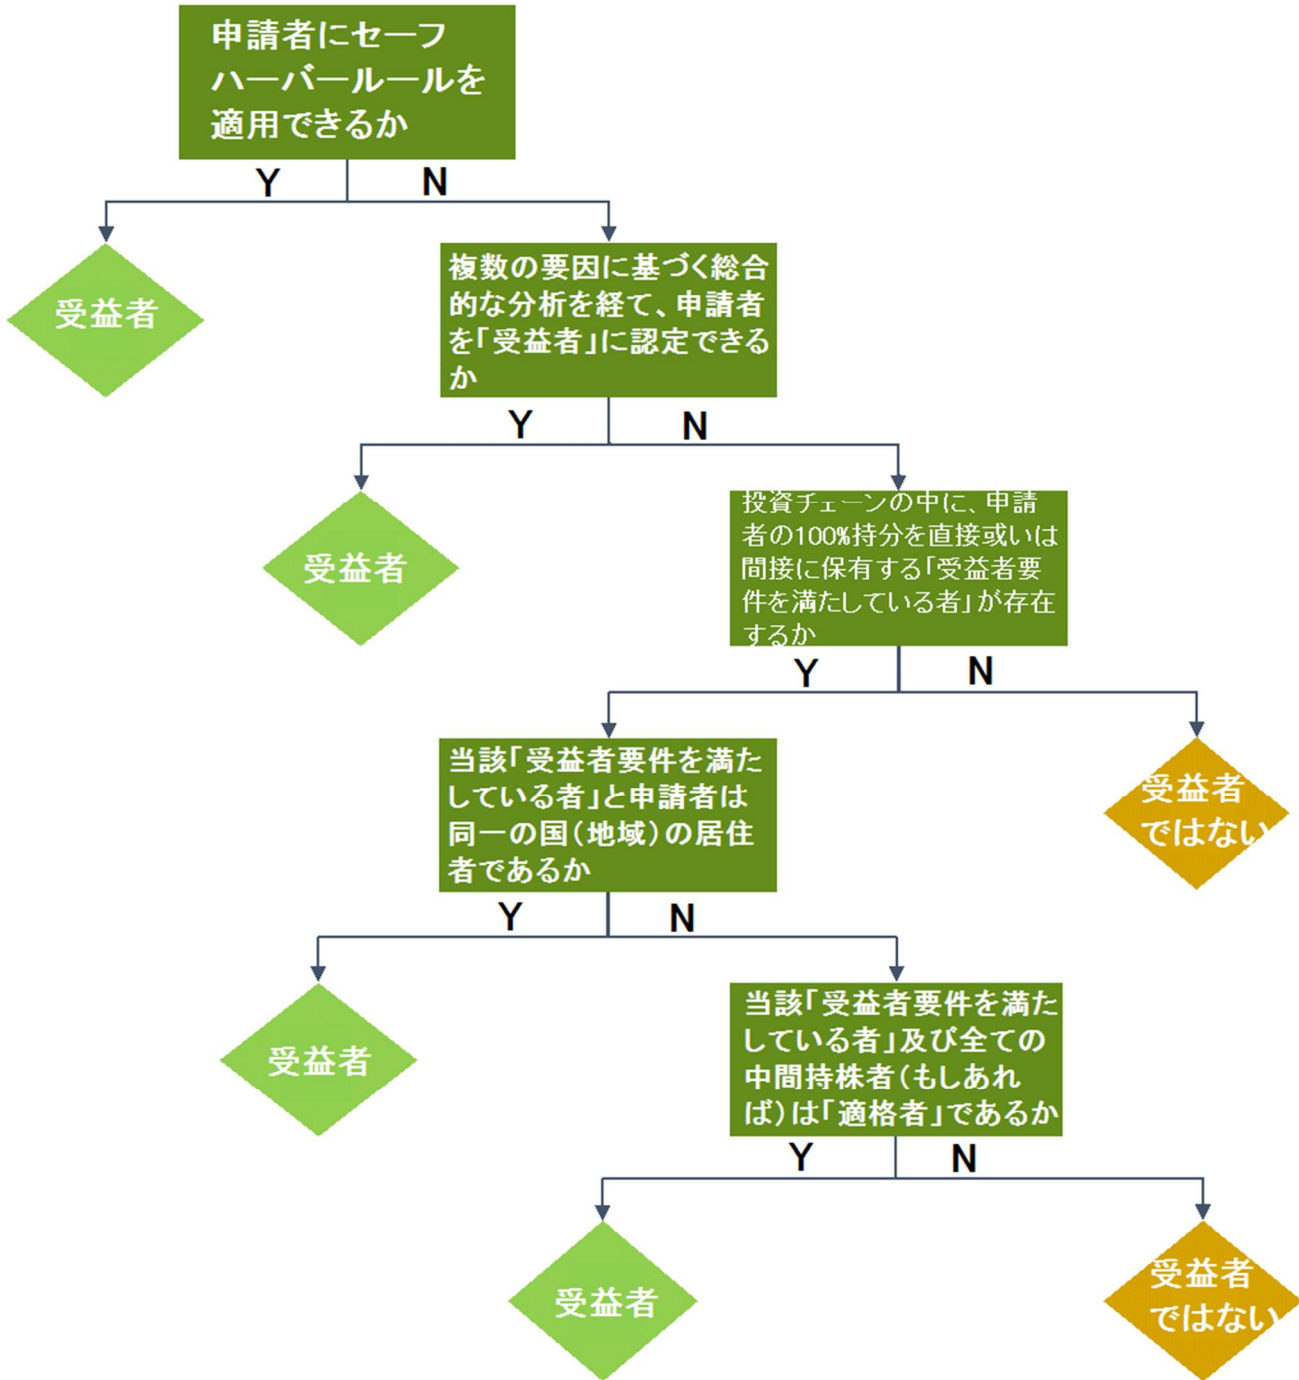 申請者にセーフ
ハーバールールを
適用できるか
Y
N
受益者
複数の要因に基づく総合
的な分析を経て、申請者
を「受益者」に認定できる
か
Y
N
受益者
投資チェーンの中に、申請
者の100%持分を直接或いは
間接に保有する「受益者要
件を満たしている者」が存在
するか
Y
N
当該「受益者要件を満た
している者」と申請者は
同一の国(地域)の居住
者であるか
受益者
ではない
Y
N
受益者
当該「受益者要件を満た
している者」及び全ての
中間持株者(もしあれ
ば)は「適格者」であるか
Y
N
受益者
受益者
ではない